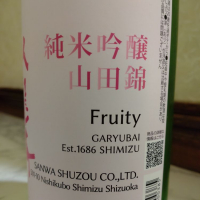 純米吟醸
山田錦
Fruity
GARYUBAI
Est.1686 SHIMIZU
SANWA SHUZOU CO.,LTD.
Nishikubo Shimizu Shizuoka